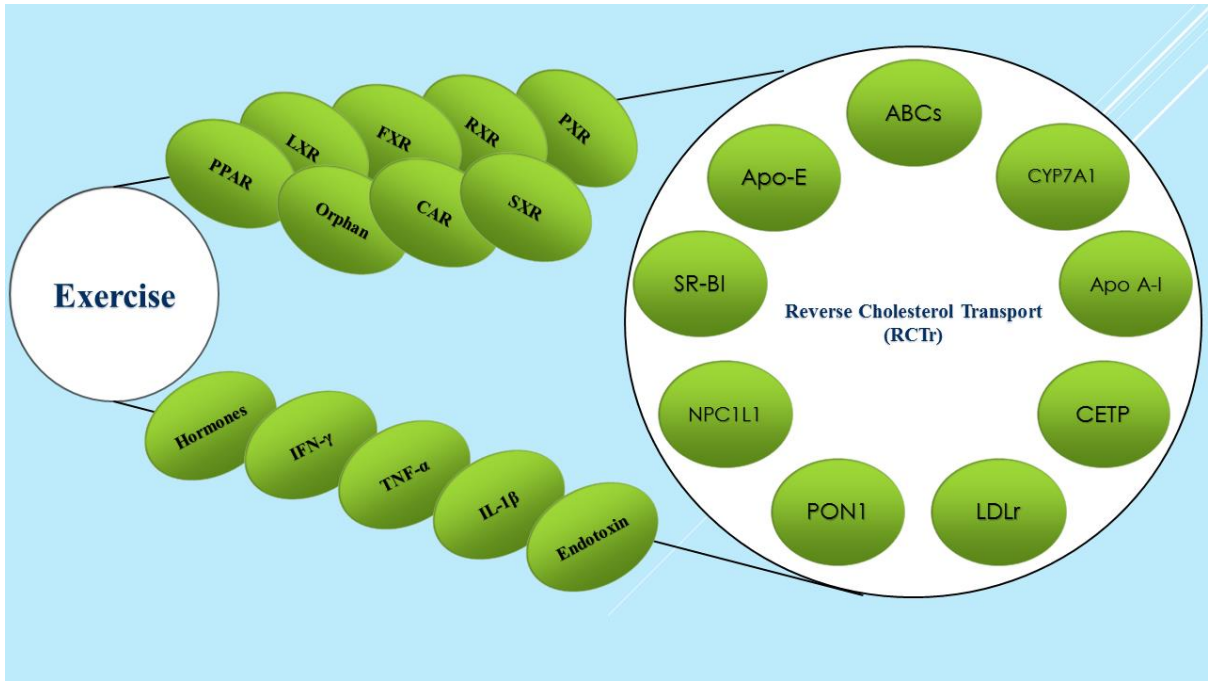 Exercise
PPAR
LXR
FXR
RXR
PXR
Orphan
CAR
SXR
Hormones
IFN-γ
TNF-α
IL-1β
Endotoxin
ABCs
CYP7A1
Apo A-I
CETP
LDLr
PON1
NPC1L1
SR-BI
Apo-E
Reverse Cholesterol Transport
(RCTr)